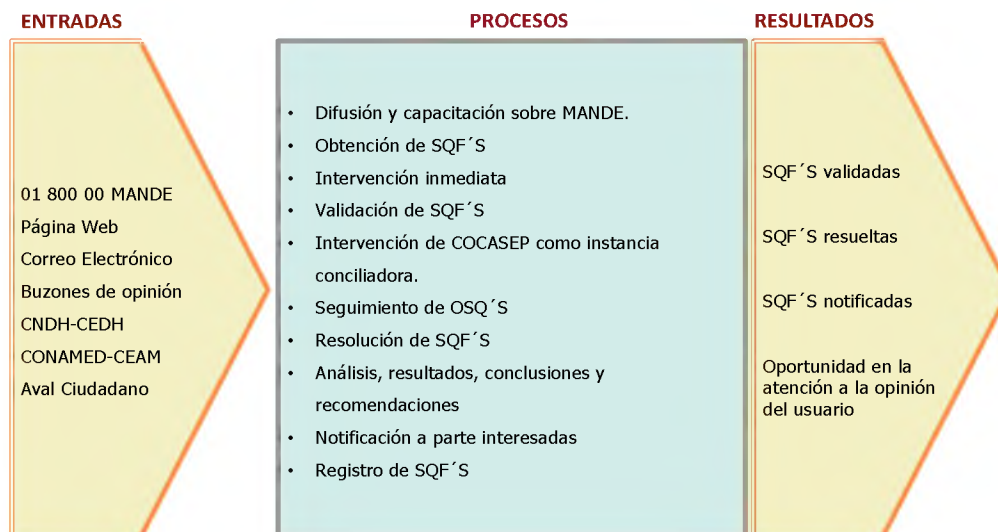 ENTRADAS
PROCESOS
RESULTADOS
01 800 00 MANDE
Página Web
Correo Electrónico
Buzones de opinión
CNDH-CEDH
CONAMED-CEAM
Aval Ciudadano
• Difusión y capacitación sobre MANDE.
• Obtención de SQF´S
• Intervención inmediata
• Validación de SQF´S
• Intervención de COCASEP como instancia
conciliadora.
• Seguimiento de OSQ´S
• Resolución de SQF´S
• Análisis, resultados, conclusiones y
recomendaciones
• Notificación a parte interesadas
• Registro de SQF´S
SQF´S validadas
SQF´S resueltas
SQF´S notificadas
Oportunidad en la
atención a la opinión
del usuario